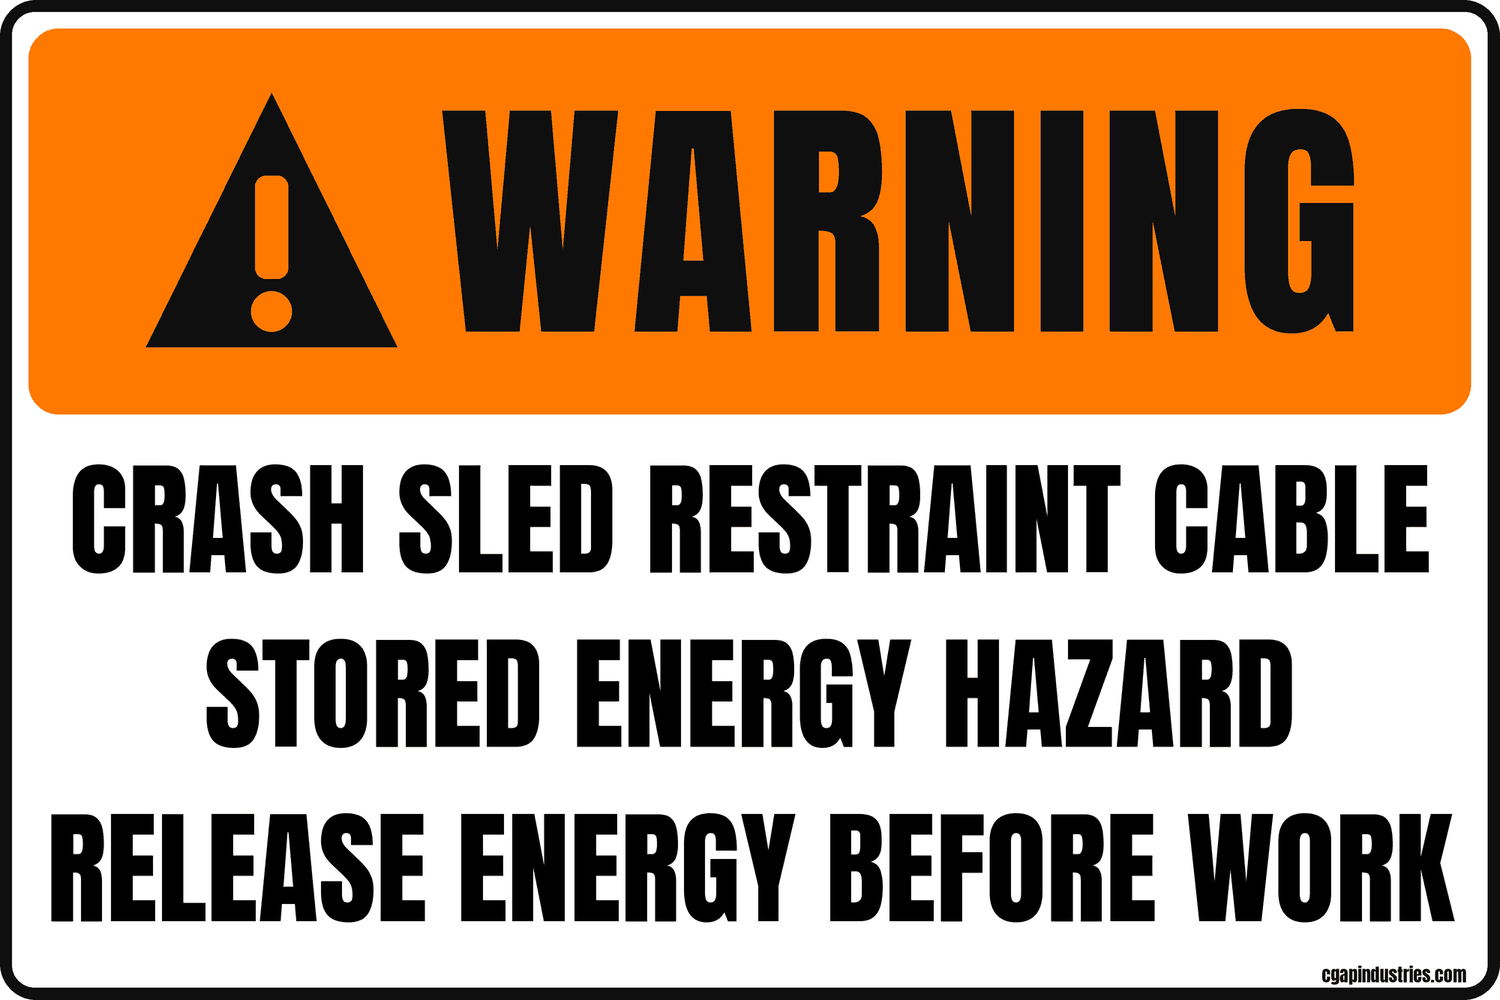 WARNING
CRASH SLED RESTRAINT CABLE
STORED ENERGY HAZARD
RELEASE ENERGY BEFORE WORK
cgapindustries.com